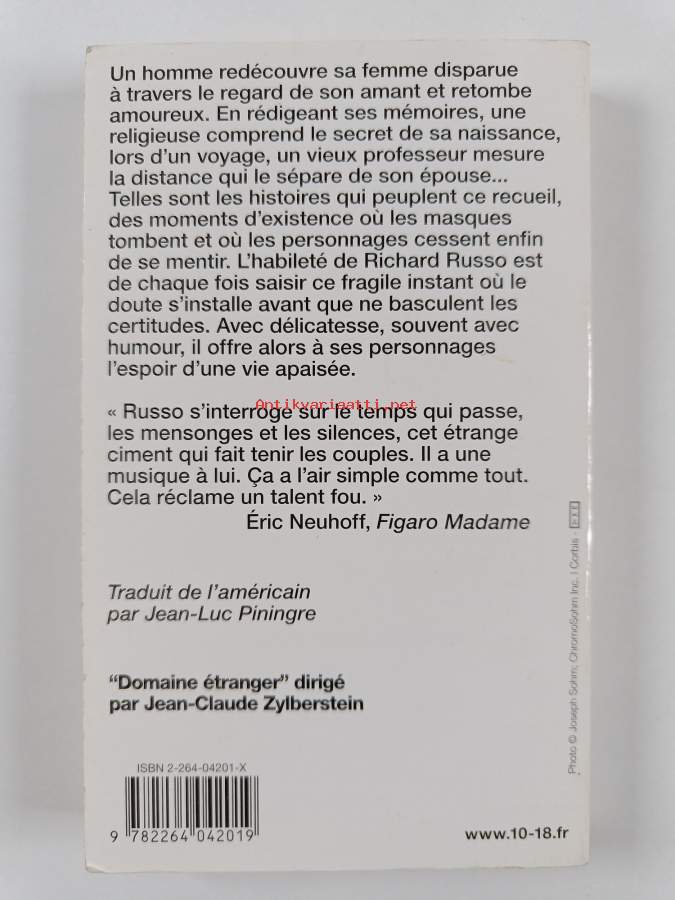 Un homme redécouvre sa femme disparue
à travers le regard de son amant et retombe
amoureux. En rédigeant ses mémoires, une
religieuse comprend le secret de sa naissance,
lors d'un voyage, un vieux professeur mesure
la distance qui le sépare de son épouse...
Telles sont les histoires qui peuplent ce recueil,
des moments d'existence où les masques
tombent et où les personnages cessent enfin
de se mentir. L'habileté de Richard Russo est
de chaque fois saisir ce fragile instant où le
doute s'installe avant que ne basculent les
certitudes. Avec délicatesse, souvent avec
humour, il offre alors à ses personnages
l'espoir d'une vie apaisée.
Antikvariaatti.net
« Russo s'interroge sur le temps qui passe,
les mensonges et les silences, cet étrange
ciment qui fait tenir les couples. Il a une
musique à lui. Ça a l'air simple comme tout.
Cela réclame un talent fou. »
Éric Neuhoff, Figaro Madame
Traduit de l'américain
par Jean-Luc Piningre
"Domaine étranger" dirigé
par Jean-Claude Zylberstein
Photo © Joseph Sohm; ChromoSohm Inc. / Corbis -
ISBN 2-264-04201-X
9 782264 042019
www.10-18.fr